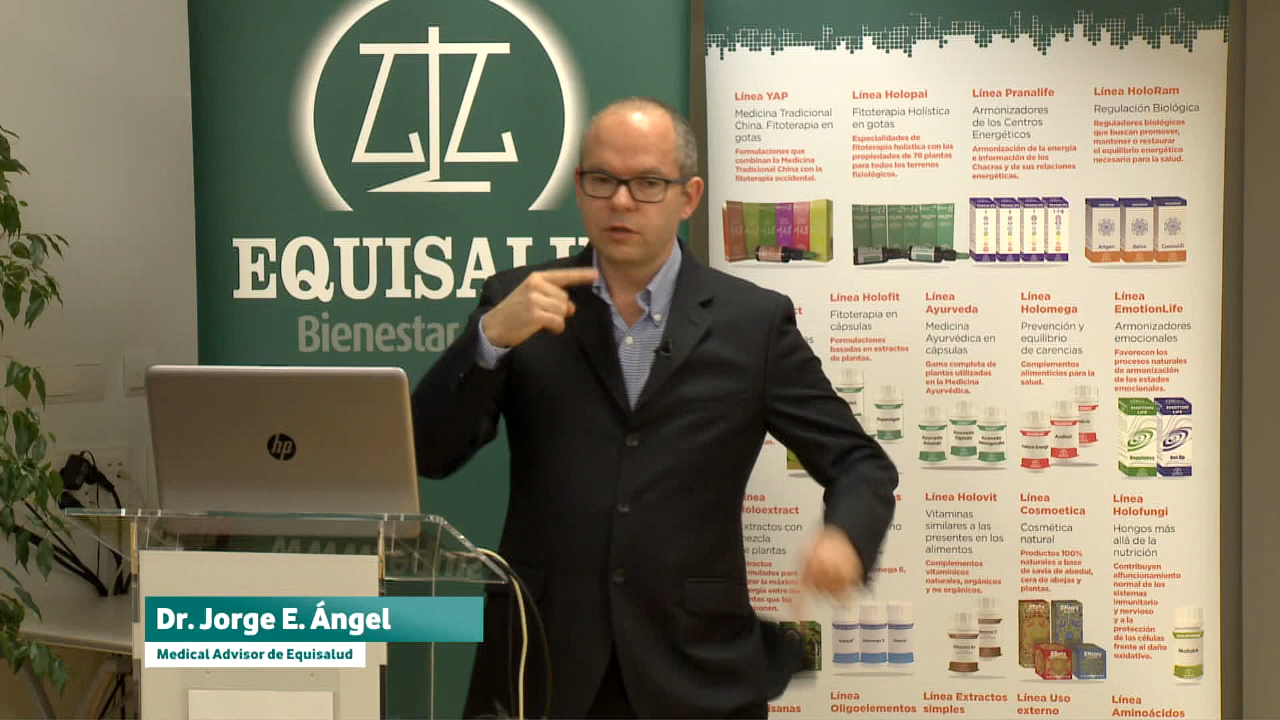 EQUISALU
Bienestar
hp
Línea YAP
Medicina Tradicional
China. Fitoterapia en
gotas
Formulaciones que
combinan la Medicina
Tradicional China con la
fitoterapia occidental.
Línea Holopai
Fitoterapia Holística
en gotas
Especialidades de
fitoterapia holística con las
propiedades de 78 plantas
para todos los terrenos
fisiológicos.
Línea Pranalife
Armonizadores
de los Centros
Energéticos
Armonización de la energía
e información de los
Chacras y de sus relaciones
energéticas.
Línea HoloRam
Regulación Biológica
Reguladores biológicos
que buscan promover,
mantener o restaurar
el equilibrio energético
necesario para la salud.
Línea Holofit
Fitoterapia en
cápsulas
Formulaciones
basadas en extractos
de plantas.
Línea
Ayurveda
Medicina
Ayurvédica en
cápsulas
Gama completa de
plantas utilizadas
en la Medicina
Ayurvédica.
Línea
Holomega
Prevención y
equilibrio
de carencias
Complementos
alimenticios para la
salud.
Línea
EmotionLife
Armonizadores
emocionales
Favorecen los
procesos naturales
de armonización
de los estados
emocionales.
Línea Holovit
Vitaminas
similares a las
presentes en los
alimentos
Complementos
vitamínicos
naturales, orgánicos
y no orgánicos.
Línea
Cosmoetica
Cosmética
natural
Productos 100%
naturales a base
de savia de abedul,
cera de abejas y
plantas.
Línea
Holofungi
Hongos más
allá de la
nutrición
Contribuyen
alfuncionamiento
normal de los
sistemas
inmunitario
y nervioso
y a la
protección
de las células
frente al daño
oxidativo.
Línea
Oligoelementos
Línea Extractos
simples
Línea Uso
externo
Línea
Aminoácidos
Dr. Jorge E. Ángel
Medical Advisor de Equisalud